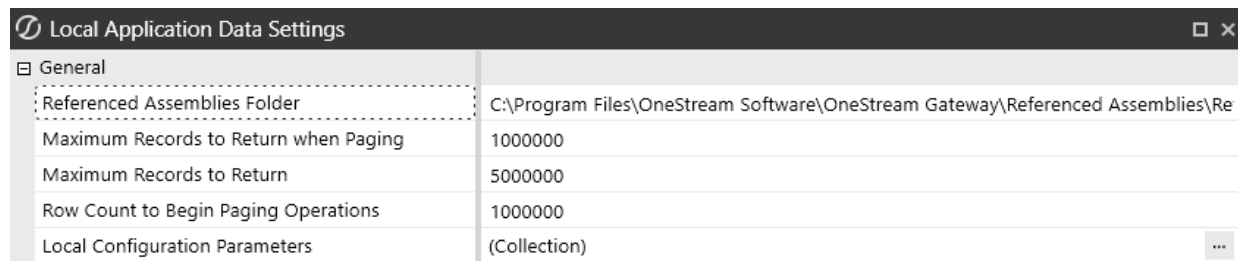 Local Application Data Settings
General
Referenced Assemblies Folder C:\Program Files\OneStream Software\OneStream Gateway\Referenced Assemblies\Re
Maximum Records to Return when Paging 1000000
Maximum Records to Return 5000000
Row Count to Begin Paging Operations 1000000
Local Configuration Parameters (Collection) ...